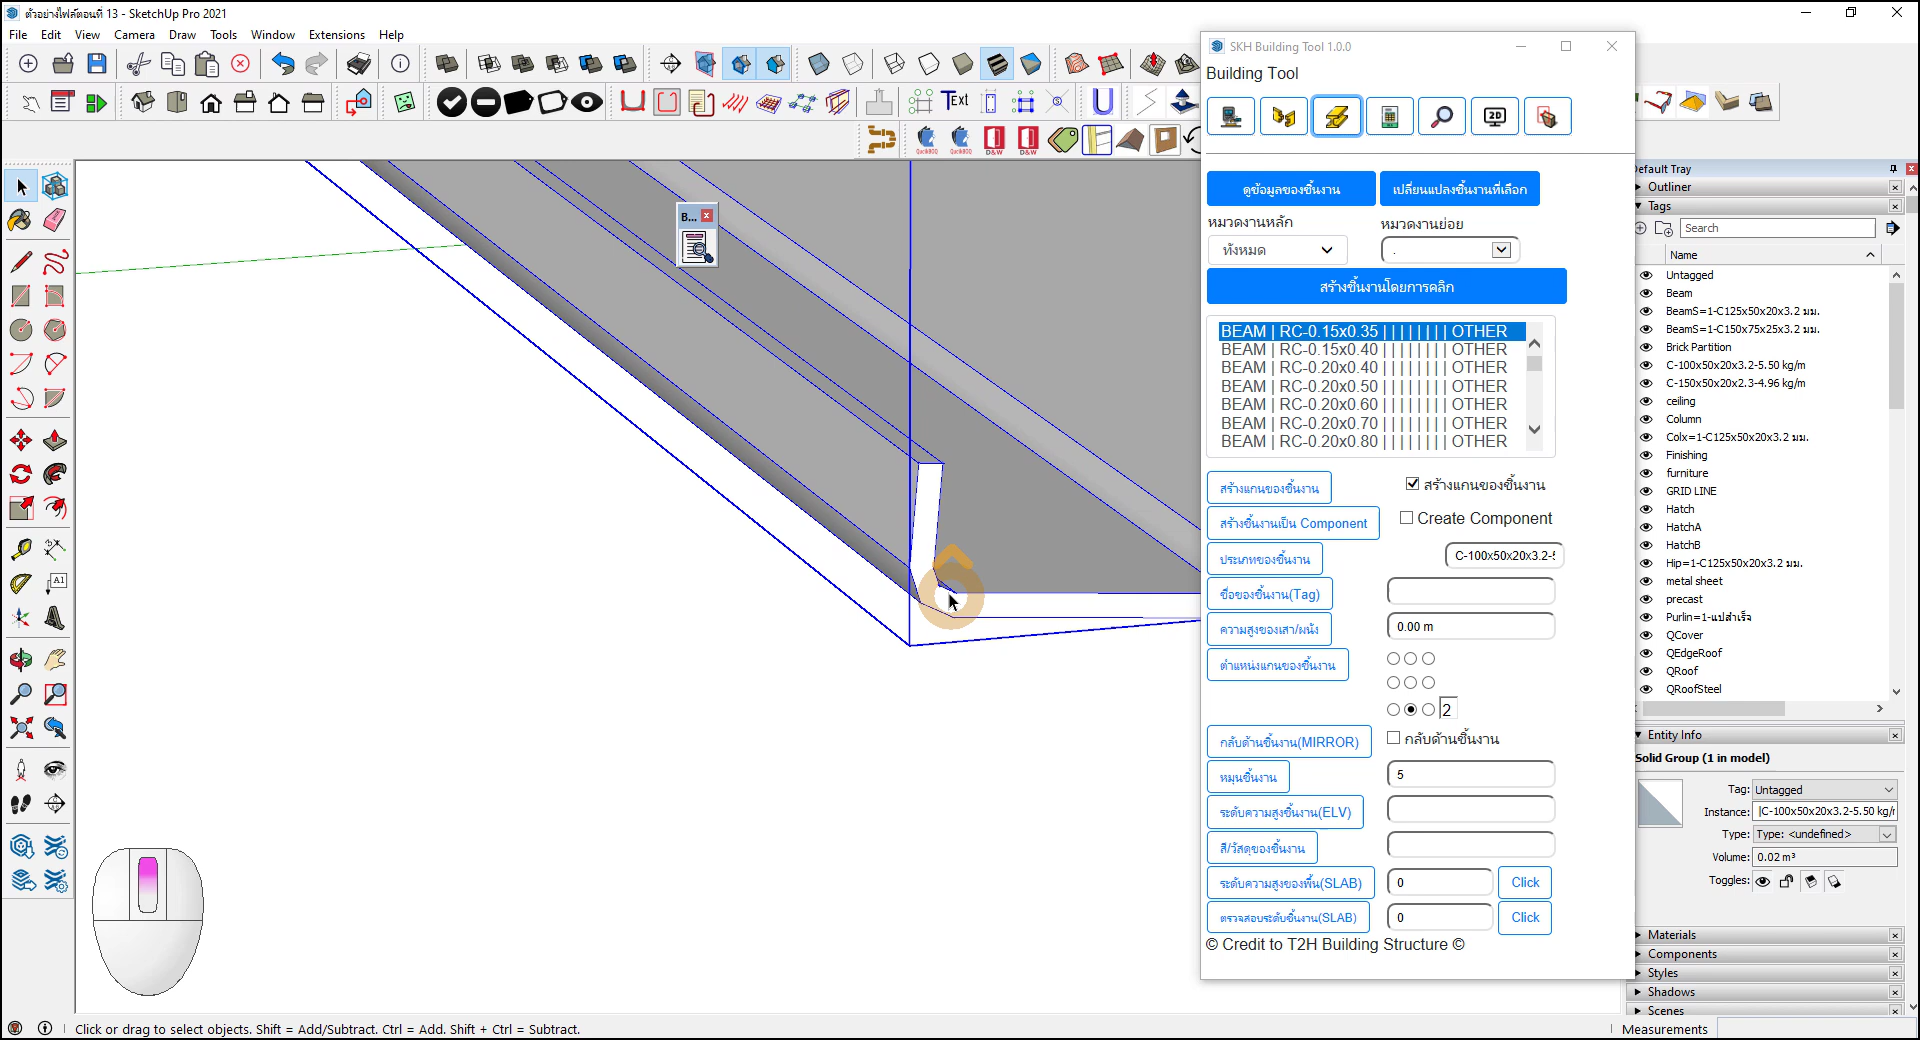 ตัวอย่างไฟล์ตอนที่ 13 - SketchUp Pro 2021
File Edit View Camera Draw Tools Window Extensions Help
Text
QuickBOQ QuickBOQ D&W D&W
A1
B...
SKH Building Tool 1.0.0
Building Tool
2D
ดูข้อมูลของชิ้นงาน เปลี่ยนแปลงชิ้นงานที่เลือก
หมวดงานหลัก หมวดงานย่อย
ทั้งหมด .
สร้างชิ้นงานโดยการคลิก
BEAM | RC-0.15x0.35 | | | | | | | | OTHER
BEAM | RC-0.15x0.40 | | | | | | | | OTHER
BEAM | RC-0.20x0.40 | | | | | | | | OTHER
BEAM | RC-0.20x0.50 | | | | | | | | OTHER
BEAM | RC-0.20x0.60 | | | | | | | | OTHER
BEAM | RC-0.20x0.70 | | | | | | | | OTHER
BEAM | RC-0.20x0.80 | | | | | | | | OTHER
สร้างแกนของชิ้นงาน สร้างแกนของชิ้นงาน
สร้างชิ้นงานเป็น Component Create Component
ประเภทของชิ้นงาน C-100x50x20x3.2-5
ชื่อของชิ้นงาน(Tag)
ความสูงของเสา/ผนัง 0.00 m
ตำแหน่งแกนของชิ้นงาน
2
กลับด้านชิ้นงาน(MIRROR) กลับด้านชิ้นงาน
หมุนชิ้นงาน 5
ระดับความสูงชิ้นงาน(ELV)
สี/วัสดุของชิ้นงาน
ระดับความสูงของพื้น(SLAB) 0 Click
ตรวจสอบระดับชิ้นงาน(SLAB) 0 Click
© Credit to T2H Building Structure ©
Default Tray
Outliner
Tags
Search
Name
Untagged
Beam
BeamS=1-C125x50x20x3.2 มม.
BeamS=1-C150x75x25x3.2 มม.
Brick Partition
C-100x50x20x3.2-5.50 kg/m
C-150x50x20x2.3-4.96 kg/m
ceiling
Column
Colx=1-C125x50x20x3.2 มม.
Finishing
furniture
GRID LINE
Hatch
HatchA
HatchB
Hip=1-C125x50x20x3.2 มม.
metal sheet
precast
Purlin=1-แปสำเร็จ
QCover
QEdgeRoof
QRoof
QRoofSteel
Entity Info
Solid Group (1 in model)
Tag: Untagged
Instance: |C-100x50x20x3.2-5.50 kg/r
Type: Type: <undefined>
Volume: 0.02 m³
Toggles:
Materials
Components
Styles
Shadows
Scenes
Click or drag to select objects. Shift = Add/Subtract. Ctrl = Add. Shift + Ctrl = Subtract.
Measurements